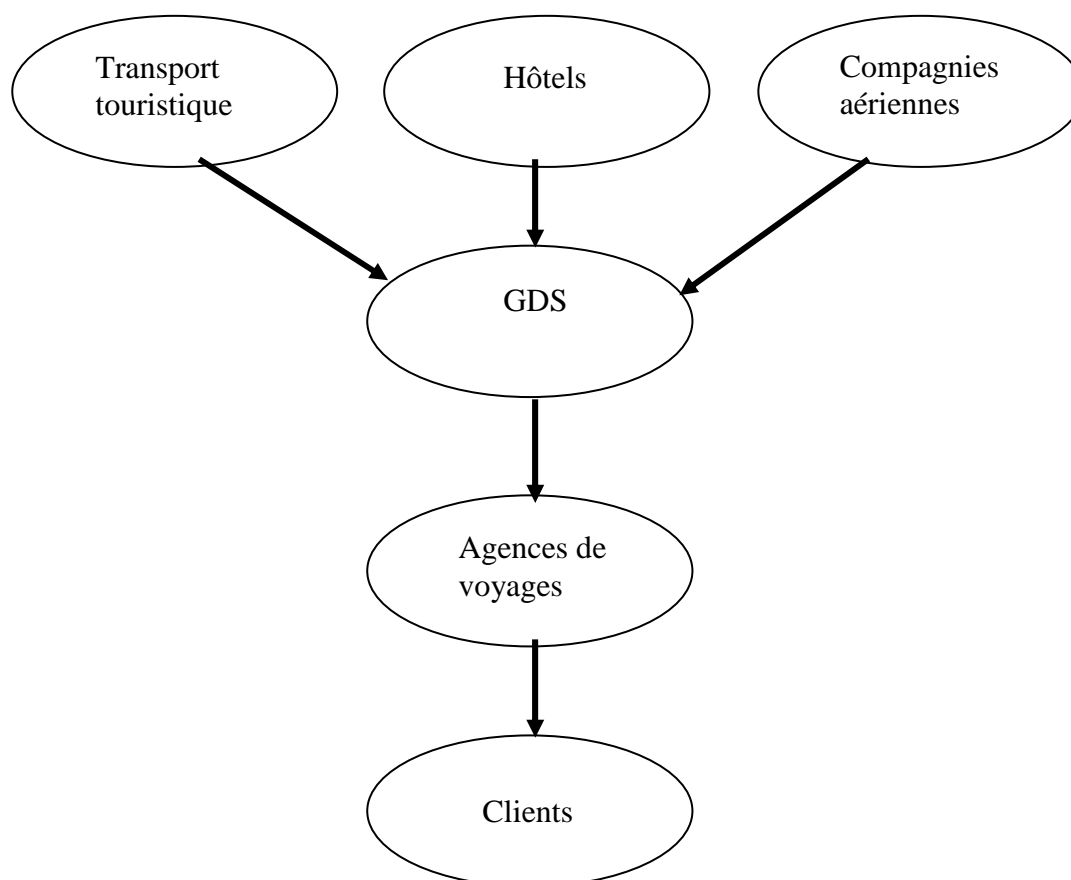 Transport
touristique
Hôtels
Compagnies
aériennes
GDS
Agences de
voyages
Clients